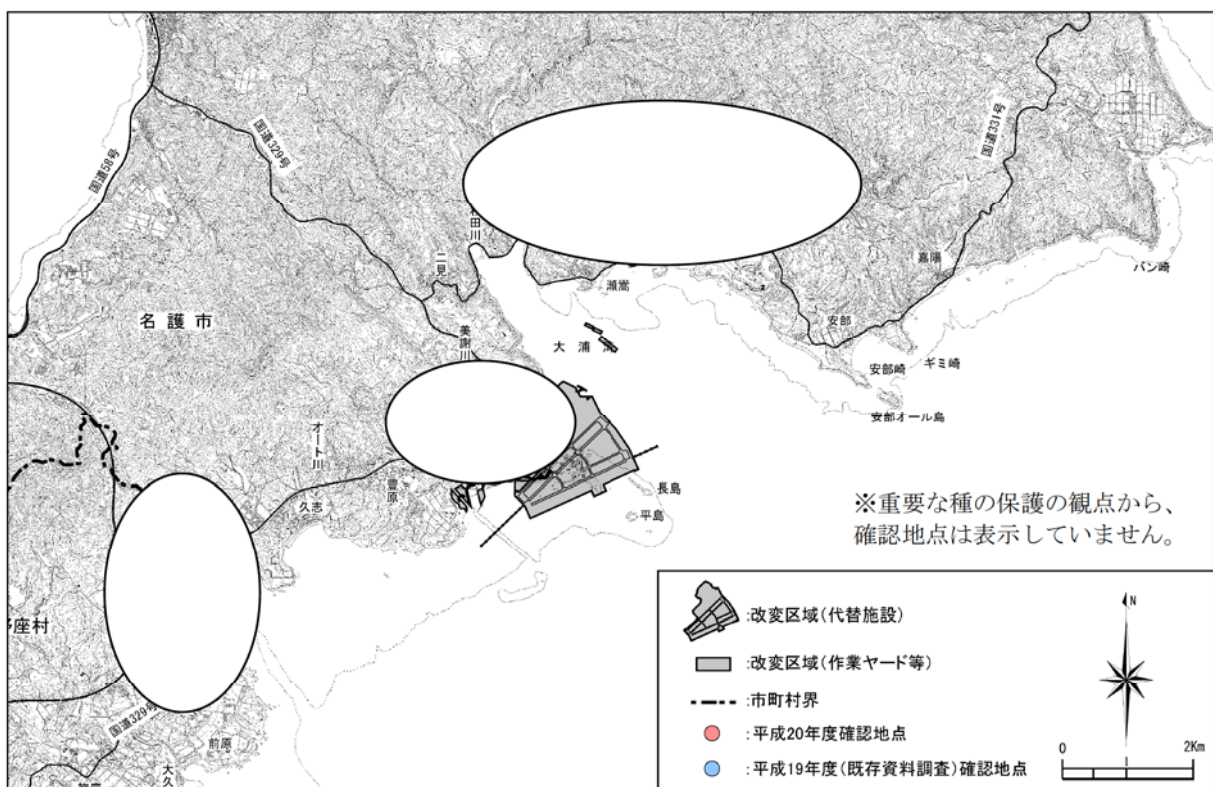 国道58号
国道329号
国道331号
二見
瀬嵩
嘉陽
バン崎
名護市
美謝川
大浦
安部
安部崎
ギミ崎
安部オール島
オート川
豊原
久志
長島
平島
※重要な種の保護の観点から、
確認地点は表示していません。
座村
国道329号
前原
大久
:改変区域(代替施設)
:改変区域(作業ヤード等)
:市町村界
:平成20年度確認地点
:平成19年度(既存資料調査)確認地点
N
0 2Km